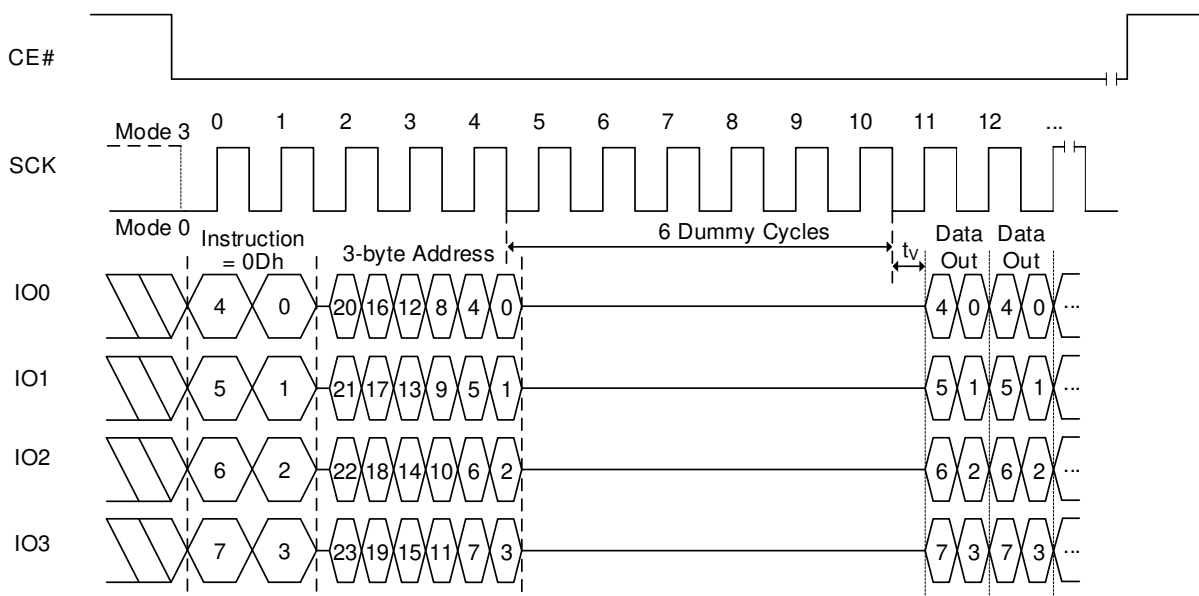 CE#
0 1 2 3 4 5 6 7 8 9 10 11 12 ...
Mode 3
SCK
Mode 0
Instruction
= 0Dh
3-byte Address
6 Dummy Cycles
tV
Data
Out
Data
Out
IO0
4 0 20 16 12 8 4 0 4 0 4 0 ...
IO1
5 1 21 17 13 9 5 1 5 1 5 1 ...
IO2
6 2 22 18 14 10 6 2 6 2 6 2 ...
IO3
7 3 23 19 15 11 7 3 7 3 7 3 ...